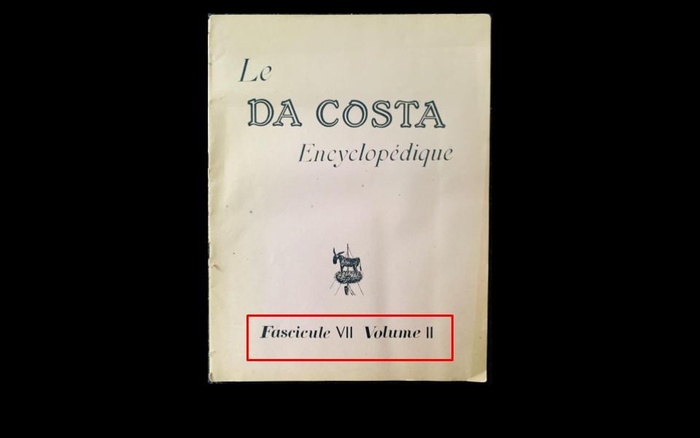 Le
DA COSTA
Encyclopédique
Fascicule VII Volume II